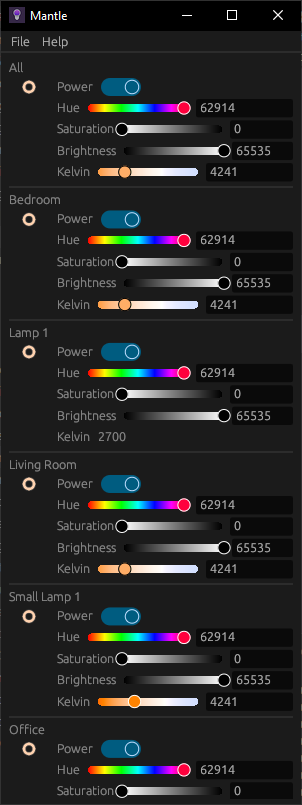 Mantle
File Help
All
Power
Hue 62914
Saturation 0
Brightness 65535
Kelvin 4241
Bedroom
Power
Hue 62914
Saturation 0
Brightness 65535
Kelvin 4241
Lamp 1
Power
Hue 62914
Saturation 0
Brightness 65535
Kelvin 2700
Living Room
Power
Hue 62914
Saturation 0
Brightness 65535
Kelvin 4241
Small Lamp 1
Power
Hue 62914
Saturation 0
Brightness 65535
Kelvin 4241
Office
Power
Hue 62914
Saturation 0